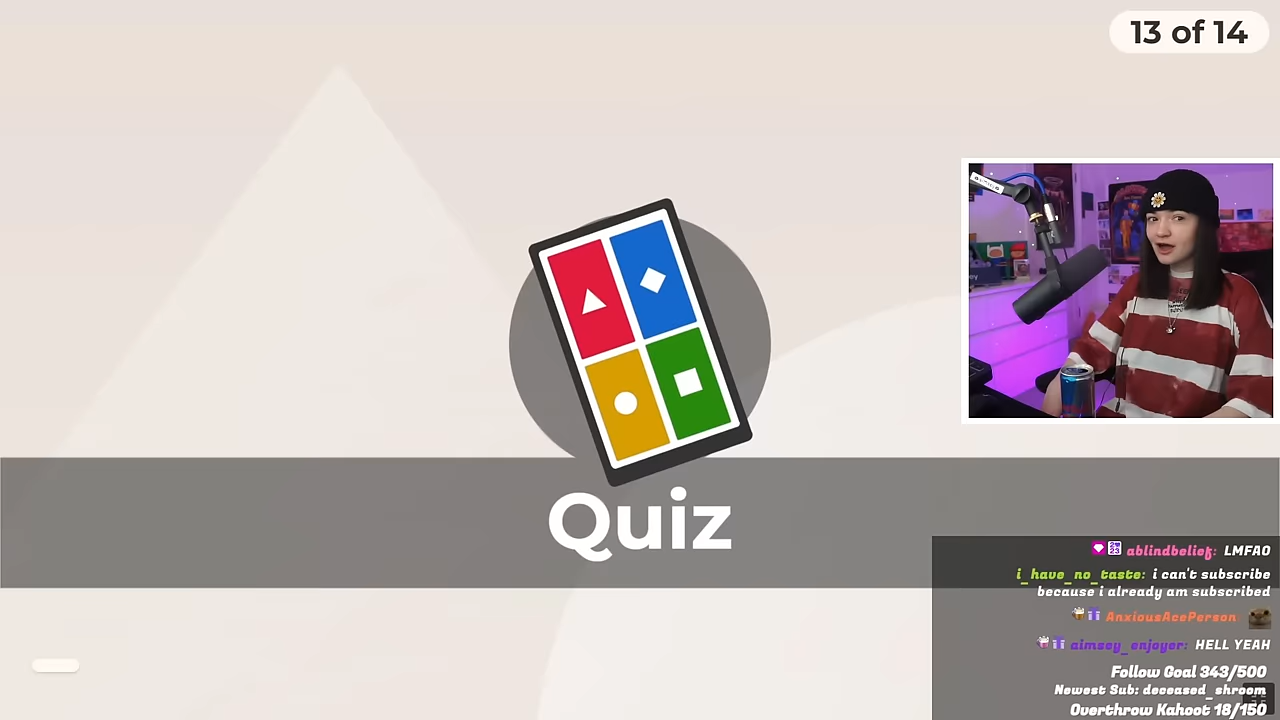 13 of 14
Quiz
ablindbelief: LMFAO
i_have_no_taste: i can't subscribe
because i already am subscribed
AnxiousAcePerson:
aimsey_enjoyer: HELL YEAH
Follow Goal 343/500
Newest Sub: deceased_shroom
Overthrow Kahoot 18/150